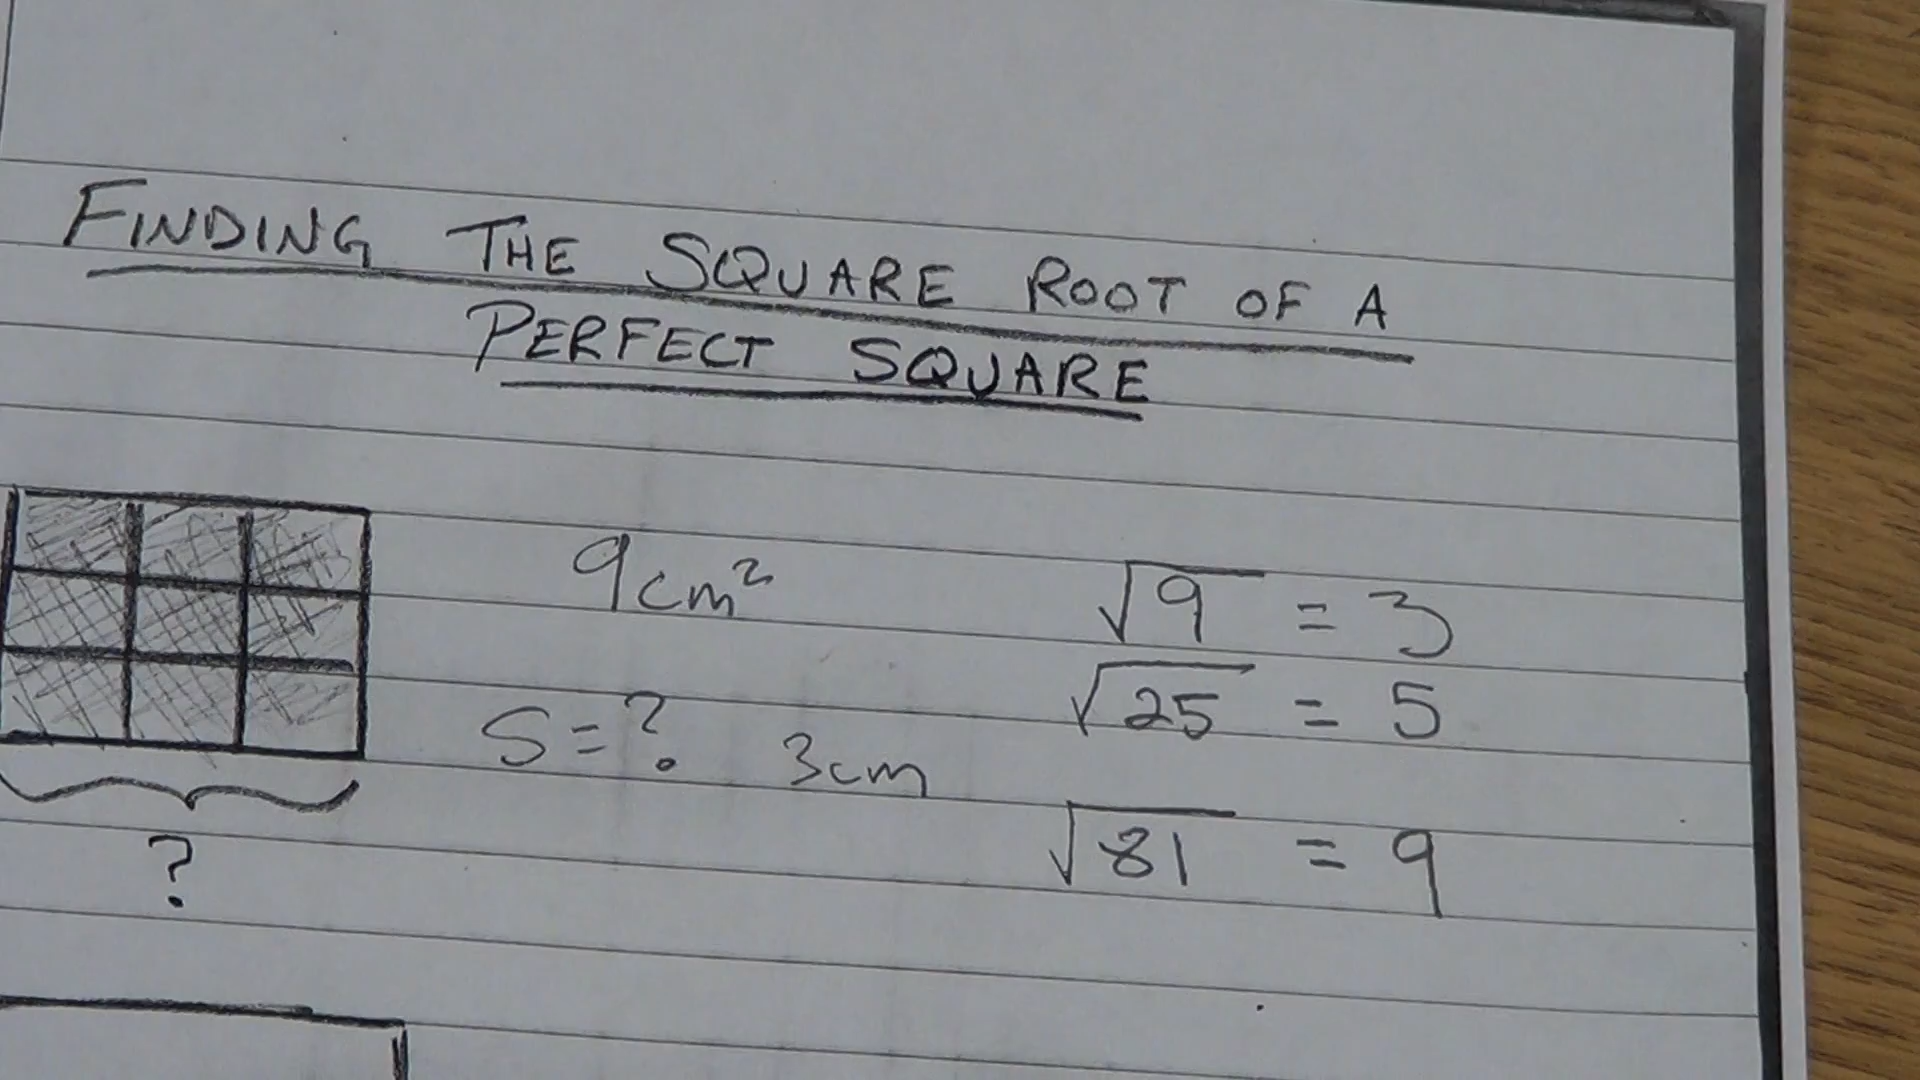 FINDING THE SQUARE ROOT OF A
PERFECT SQUARE
9cm²
√9 = 3
√25 = 5
S=? 3cm
√81 = 9
?